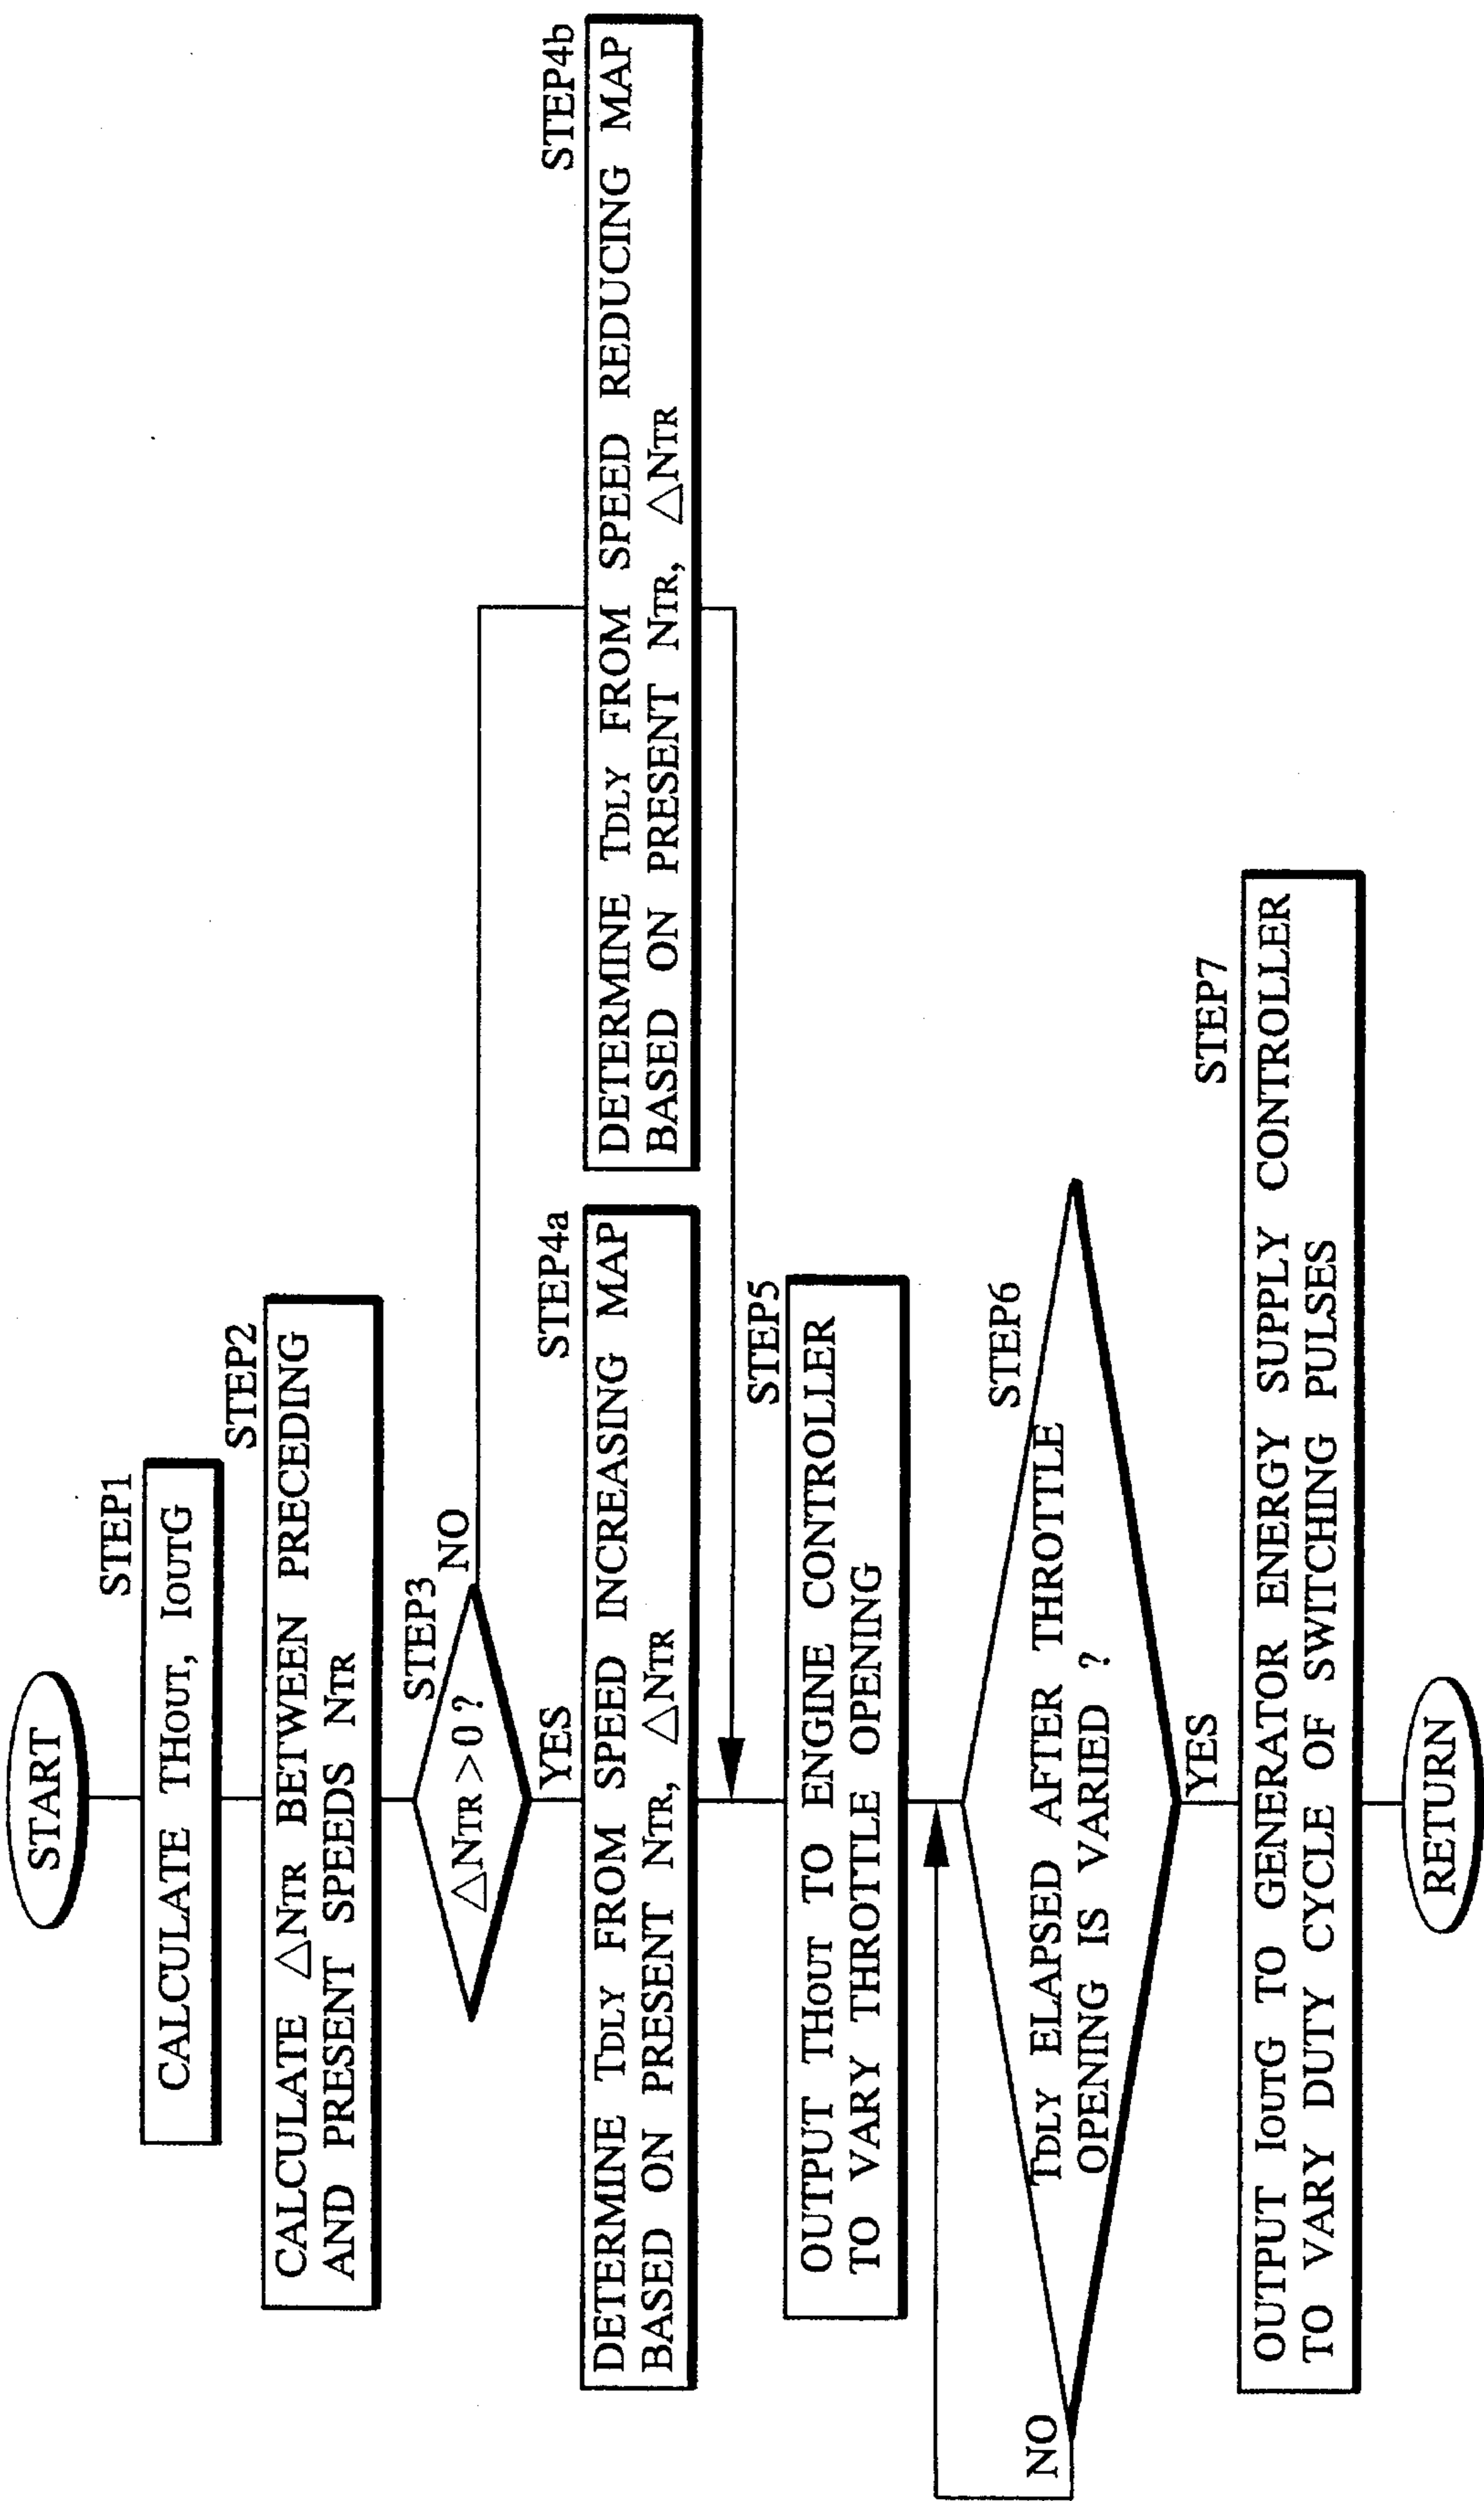 START
STEP1
CALCULATE THOUT, IOUTG
STEP2
CALCULATE △NTR BETWEEN PRECEDING
AND PRESENT SPEEDS NTR
STEP3
△NTR > 0 ?
NO
YES
STEP4a
DETERMINE TDLY FROM SPEED INCREASING MAP
BASED ON PRESENT NTR, △NTR
STEP4b
DETERMINE TDLY FROM SPEED REDUCING MAP
BASED ON PRESENT NTR, △NTR
STEP5
OUTPUT THOUT TO ENGINE CONTROLLER
TO VARY THROTTLE OPENING
STEP6
TDLY ELAPSED AFTER THROTTLE
OPENING IS VARIED ?
NO
YES
STEP7
OUTPUT IOUTG TO GENERATOR ENERGY SUPPLY CONTROLLER
TO VARY DUTY CYCLE OF SWITCHING PULSES
RETURN